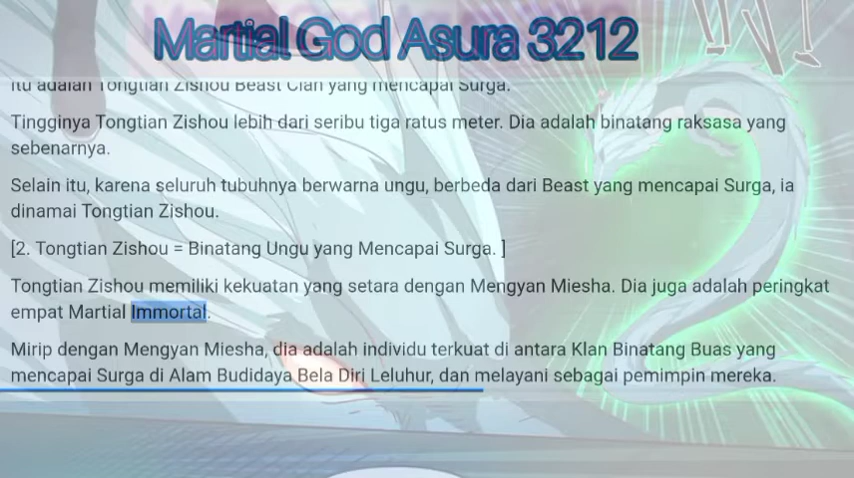 Martial God Asura 3212
itu adalah Tongtian Zishou Beast Clan yang mencapai Surga.
Tingginya Tongtian Zishou lebih dari seribu tiga ratus meter. Dia adalah binatang raksasa yang
sebenarnya.
Selain itu, karena seluruh tubuhnya berwarna ungu, berbeda dari Beast yang mencapai Surga, ia
dinamai Tongtian Zishou.
[2. Tongtian Zishou = Binatang Ungu yang Mencapai Surga. ]
Tongtian Zishou memiliki kekuatan yang setara dengan Mengyan Miesha. Dia juga adalah peringkat
empat Martial Immortal.
Mirip dengan Mengyan Miesha, dia adalah individu terkuat di antara Klan Binatang Buas yang
mencapai Surga di Alam Budidaya Bela Diri Leluhur, dan melayani sebagai pemimpin mereka.